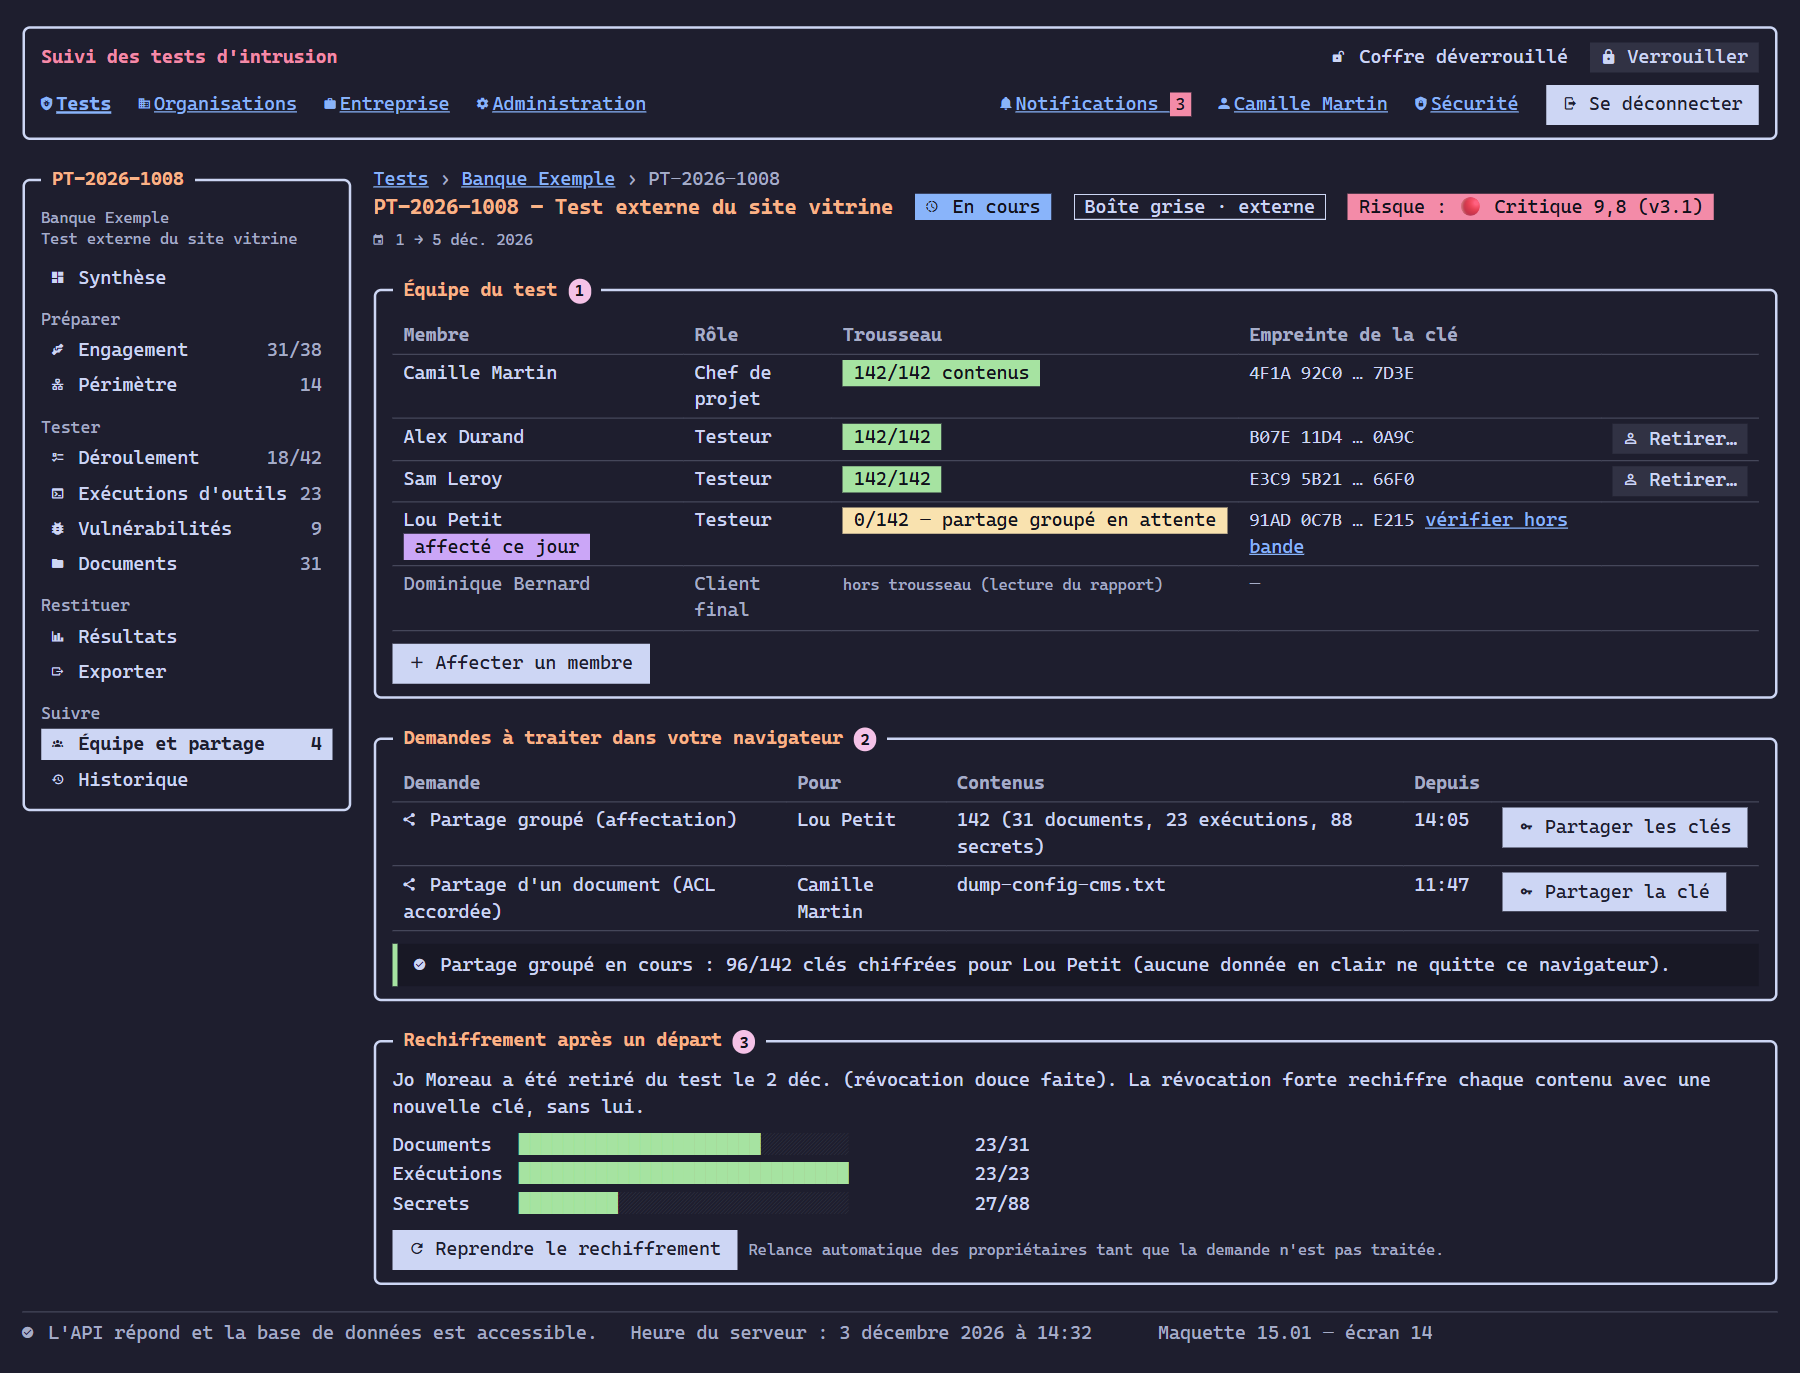 Suivi des tests d'intrusion
Coffre déverrouillé
Verrouiller
Tests
Organisations
Entreprise
Administration
Notifications 3
Camille Martin
Sécurité
Se déconnecter
PT-2026-1008
Banque Exemple
Test externe du site vitrine
Synthèse
Préparer
Engagement 31/38
Périmètre 14
Tester
Déroulement 18/42
Exécutions d'outils 23
Vulnérabilités 9
Documents 31
Restituer
Résultats
Exporter
Suivre
Équipe et partage 4
Historique
Tests › Banque Exemple › PT-2026-1008
PT-2026-1008 — Test externe du site vitrine
En cours
Boîte grise · externe
Risque : Critique 9,8 (v3.1)
1 → 5 déc. 2026
Équipe du test 1
Membre Rôle Trousseau Empreinte de la clé
Camille Martin Chef de projet 142/142 contenus 4F1A 92C0 … 7D3E
Alex Durand Testeur 142/142 B07E 11D4 … 0A9C Retirer…
Sam Leroy Testeur 142/142 E3C9 5B21 … 66F0 Retirer…
Lou Petit affecté ce jour Testeur 0/142 — partage groupé en attente 91AD 0C7B … E215 vérifier hors bande
Dominique Bernard Client final hors trousseau (lecture du rapport) —
+ Affecter un membre
Demandes à traiter dans votre navigateur 2
Demande Pour Contenus Depuis
Partage groupé (affectation) Lou Petit 142 (31 documents, 23 exécutions, 88 secrets) 14:05 Partager les clés
Partage d'un document (ACL accordée) Camille Martin dump-config-cms.txt 11:47 Partager la clé
Partage groupé en cours : 96/142 clés chiffrées pour Lou Petit (aucune donnée en clair ne quitte ce navigateur).
Rechiffrement après un départ 3
Jo Moreau a été retiré du test le 2 déc. (révocation douce faite). La révocation forte rechiffre chaque contenu avec une
nouvelle clé, sans lui.
Documents 23/31
Exécutions 23/23
Secrets 27/88
Reprendre le rechiffrement
Relance automatique des propriétaires tant que la demande n'est pas traitée.
L'API répond et la base de données est accessible.
Heure du serveur : 3 décembre 2026 à 14:32
Maquette 15.01 — écran 14